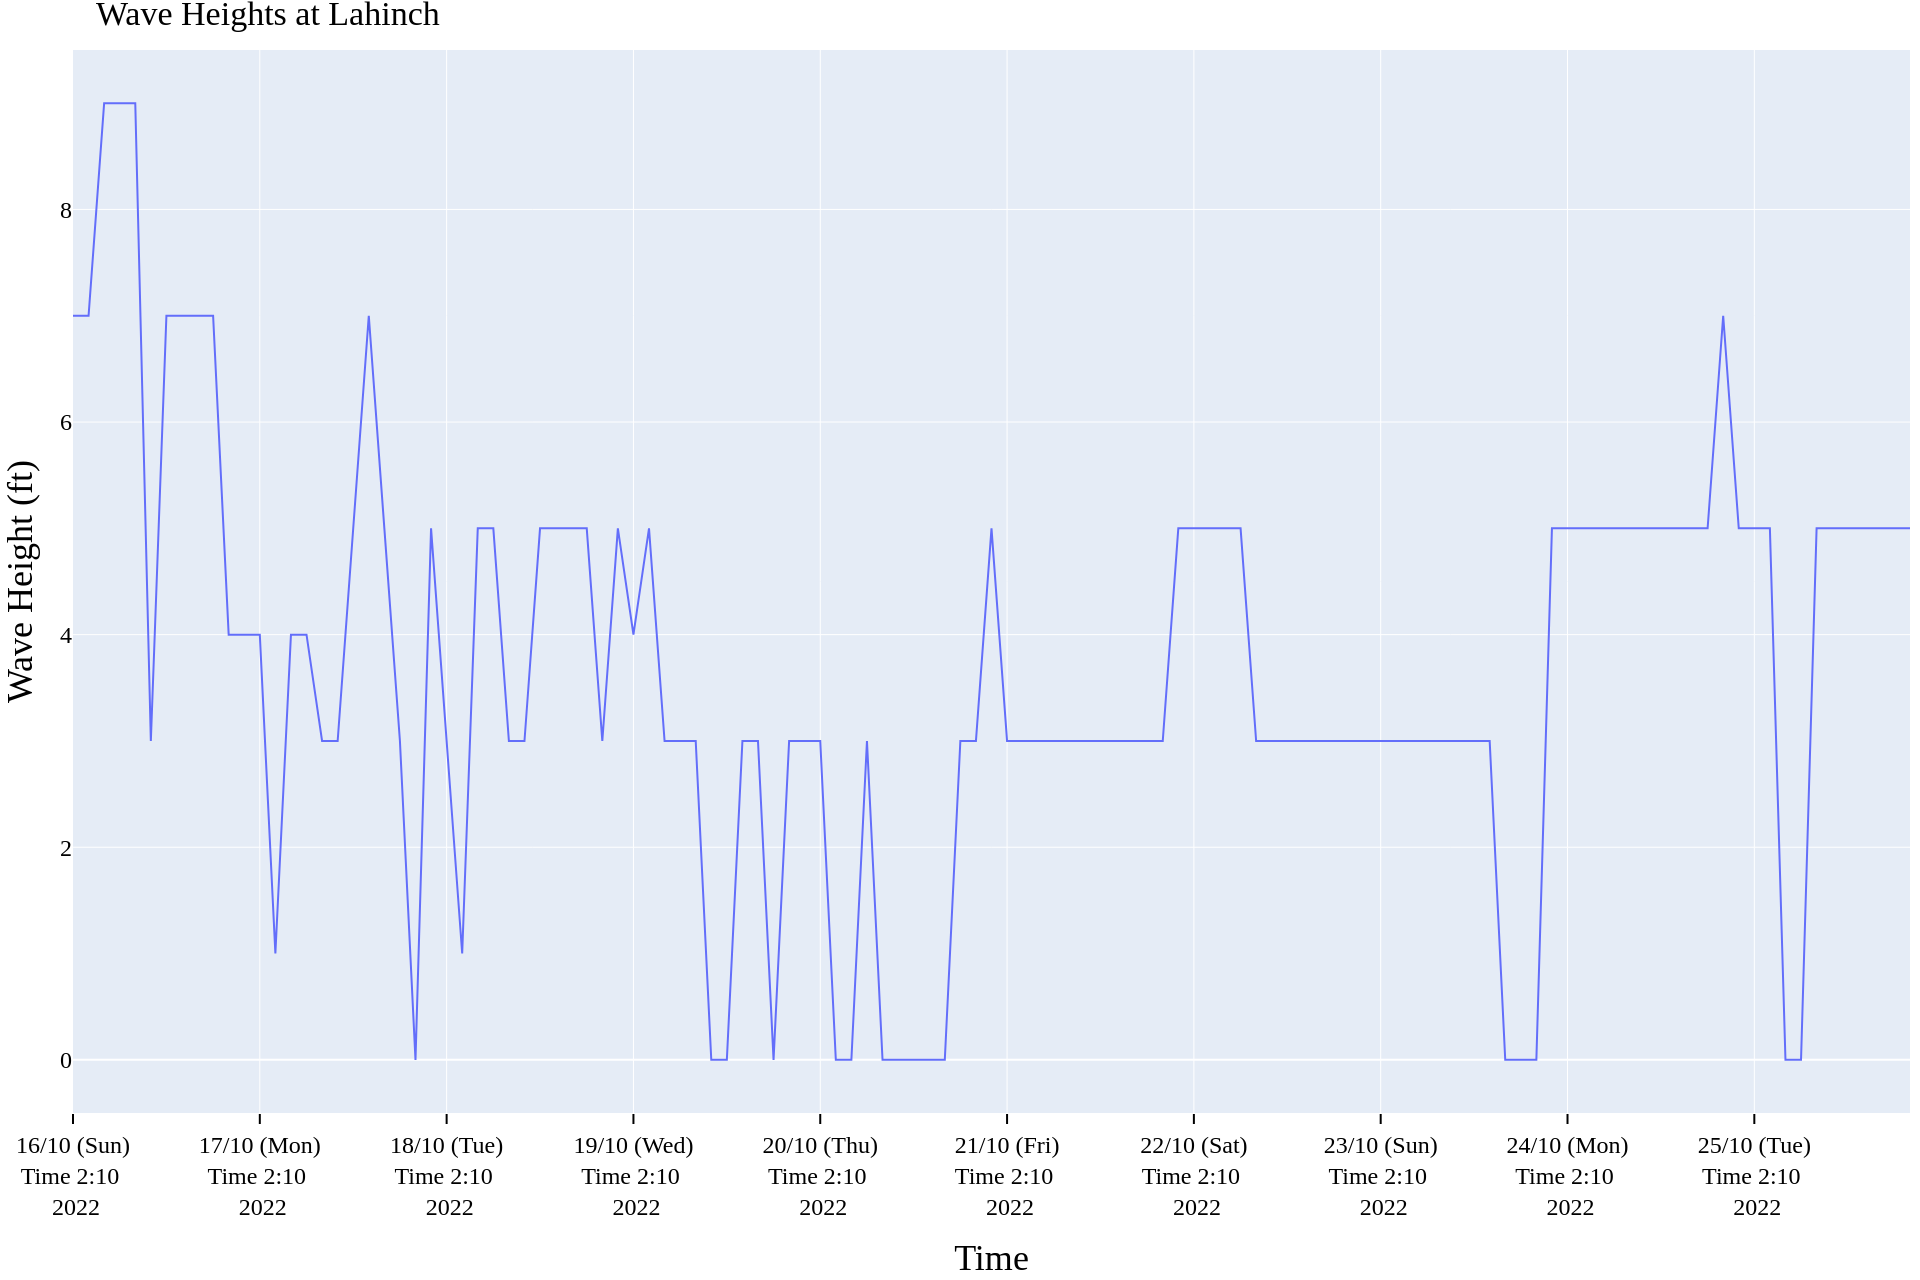 Wave Heights at Lahinch
Wave Height (ft)
8
6
4
2
0
16/10 (Sun)
Time 2:10
2022
17/10 (Mon)
Time 2:10
2022
18/10 (Tue)
Time 2:10
2022
19/10 (Wed)
Time 2:10
2022
20/10 (Thu)
Time 2:10
2022
21/10 (Fri)
Time 2:10
2022
22/10 (Sat)
Time 2:10
2022
23/10 (Sun)
Time 2:10
2022
24/10 (Mon)
Time 2:10
2022
25/10 (Tue)
Time 2:10
2022
Time